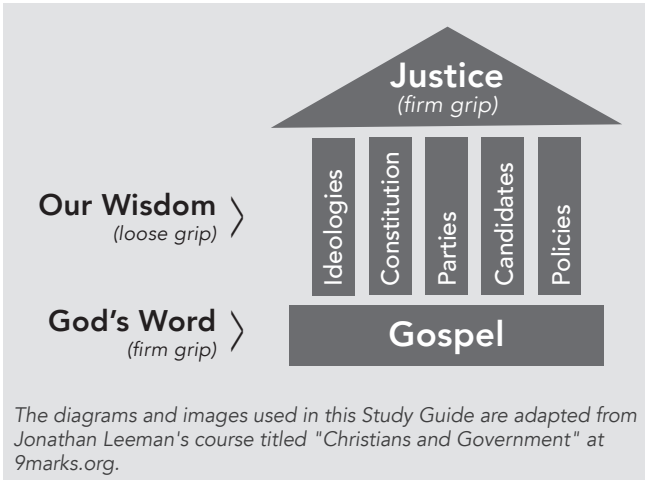 Justice
(firm grip)
Our Wisdom
(loose grip)
Ideologies
Constitution
Parties
Candidates
Policies
God's Word
(firm grip)
Gospel
The diagrams and images used in this Study Guide are adapted from
Jonathan Leeman's course titled "Christians and Government" at
9marks.org.